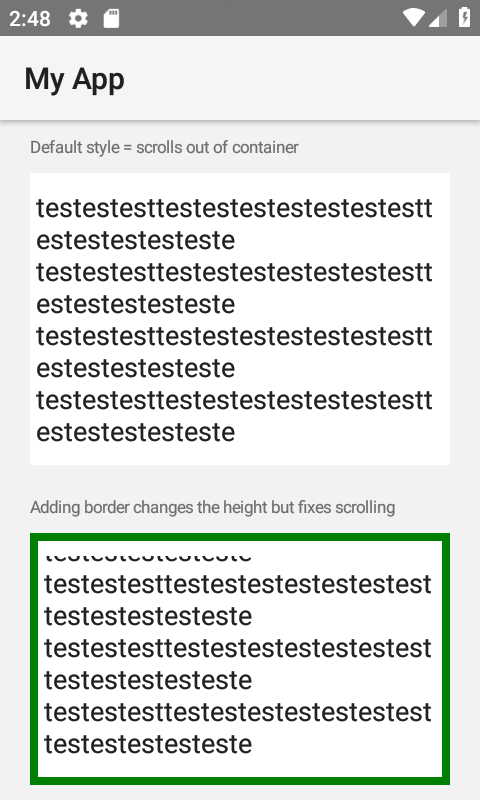 2:48
My App
Default style = scrolls out of container
testestesttestestestestestestestt
estestestesteste
testestesttestestestestestestestt
estestestesteste
testestesttestestestestestestestt
estestestesteste
testestesttestestestestestestestt
estestestesteste
Adding border changes the height but fixes scrolling
testestesttestestestestestestest
testestestesteste
testestesttestestestestestestest
testestestesteste
testestesttestestestestestestest
testestestesteste